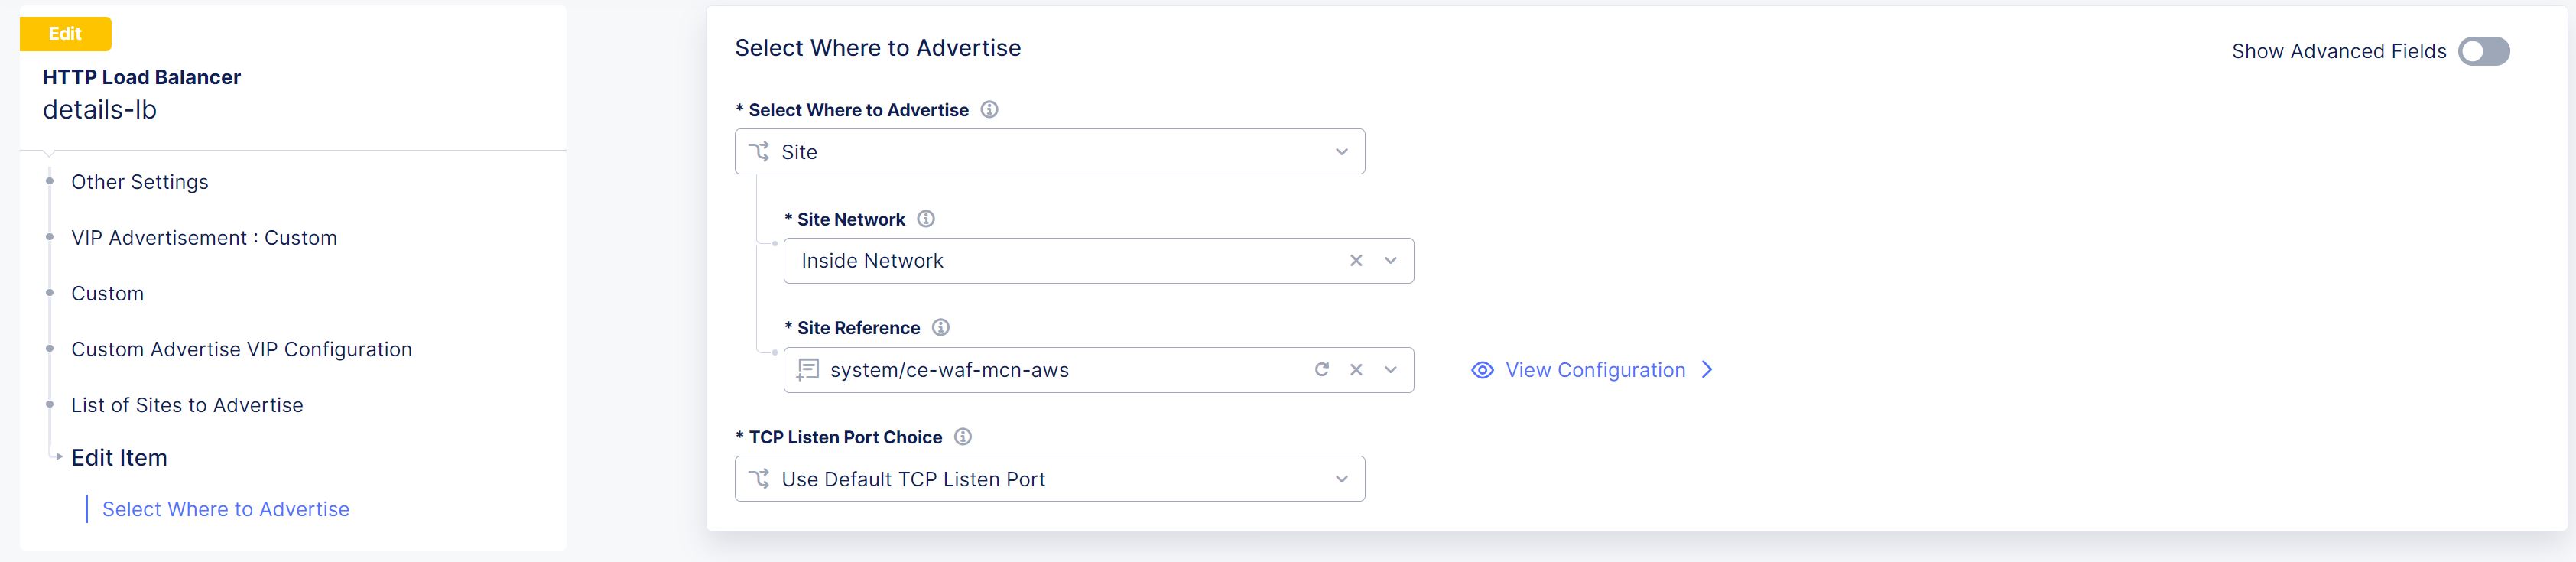 Edit
HTTP Load Balancer
details-lb
Other Settings
VIP Advertisement : Custom
Custom
Custom Advertise VIP Configuration
List of Sites to Advertise
Edit Item
Select Where to Advertise
Select Where to Advertise
Show Advanced Fields
* Select Where to Advertise
Site
* Site Network
Inside Network
* Site Reference
system/ce-waf-mcn-aws
View Configuration
* TCP Listen Port Choice
Use Default TCP Listen Port